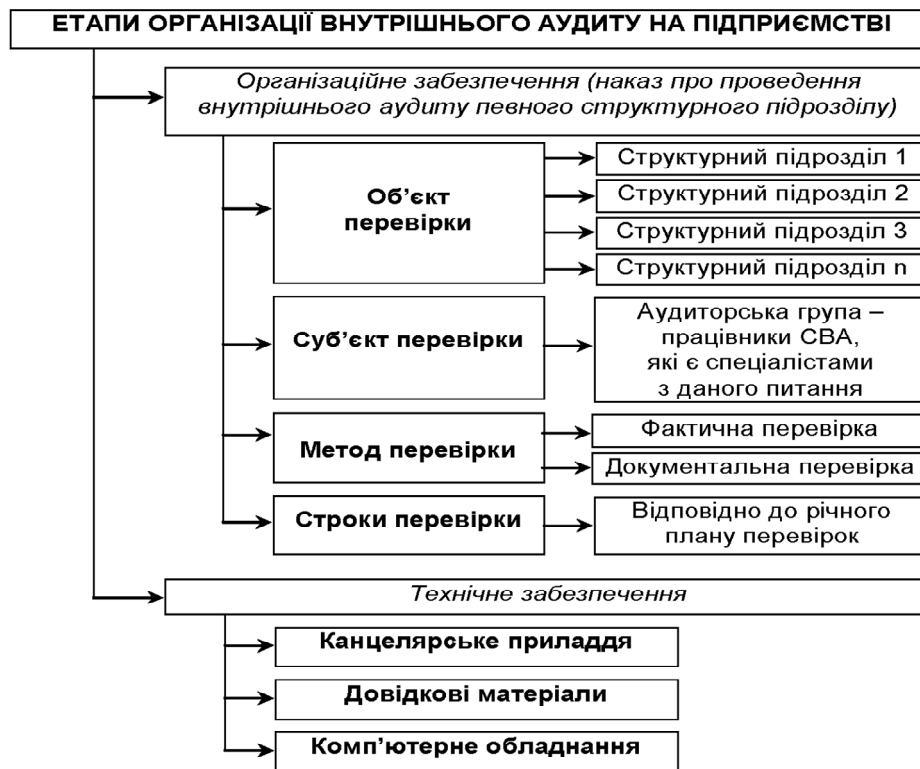 ЕТАПИ ОРГАНІЗАЦІЇ ВНУТРІШНЬОГО АУДИТУ НА ПІДПРИЄМСТВІ
Організаційне забезпечення (наказ про проведення
внутрішнього аудиту певного структурного підрозділу)
Об’єкт
перевірки
Структурний підрозділ 1
Структурний підрозділ 2
Структурний підрозділ 3
Структурний підрозділ n
Суб’єкт перевірки
Аудиторська група –
працівники СВА,
які є спеціалістами
з даного питання
Метод перевірки
Фактична перевірка
Документальна перевірка
Строки перевірки
Відповідно до річного
плану перевірок
Технічне забезпечення
Канцелярське приладдя
Довідкові матеріали
Комп’ютерне обладнання